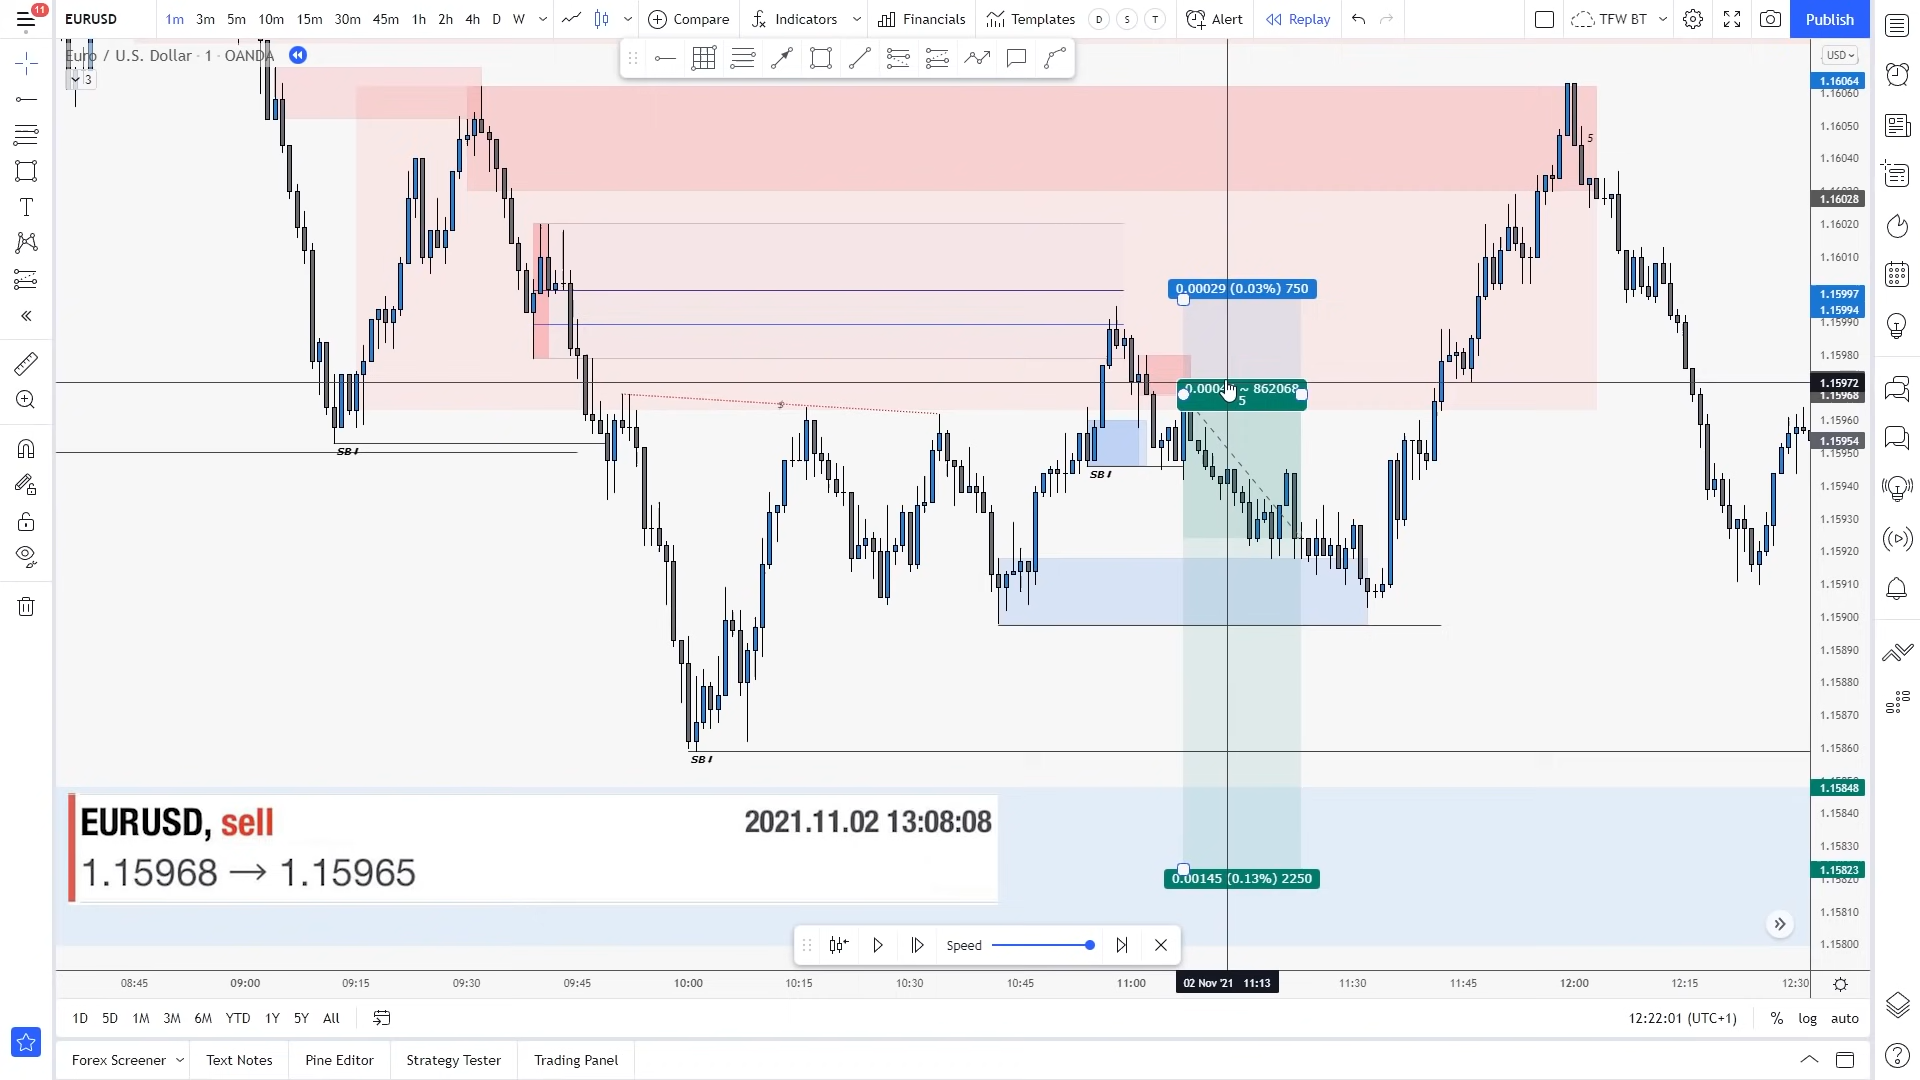 11
EURUSD
1m 3m 5m 10m 15m 30m 45m 1h 2h 4h D W
Compare
Indicators
Financials
Templates
D S T
Alert
Replay
TFW BT
Publish
Euro / U.S. Dollar · 1 · OANDA
USD
3
1.16064
1.16060
1.16050
5
1.16040
1.16028
1.16020
1.16010
0.00029 (0.03%) 750
1.15997
1.15994
1.15990
1.15980
1.15972
1.15968
5
1.15960
1.15954
1.15950
SBI
SBI
1.15940
1.15930
1.15920
1.15910
1.15900
1.15890
1.15880
1.15870
1.15860
SBI
1.15848
1.15840
EURUSD, sell
2021.11.02 13:08:08
1.15830
1.15968 → 1.15965
1.15823
0.00145 (0.13%) 2250
1.15820
1.15810
Speed
1.15800
08:45 09:00 09:15 09:30 09:45 10:00 10:15 10:30 10:45 11:00 02 Nov '21 11:13 11:30 11:45 12:00 12:15 12:30
1D 5D 1M 3M 6M YTD 1Y 5Y All
12:22:01 (UTC+1)
% log auto
Forex Screener
Text Notes
Pine Editor
Strategy Tester
Trading Panel